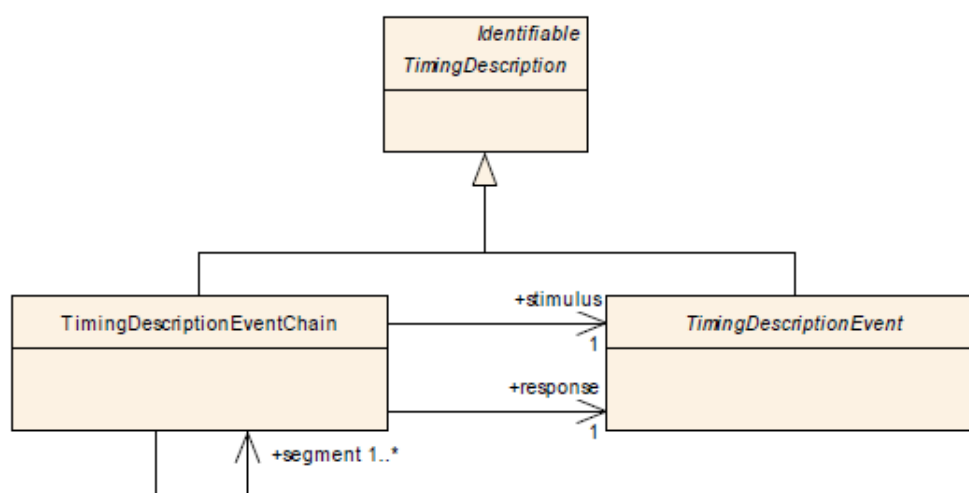 Identifiable
TimingDescription
+stimulus
TimingDescriptionEventChain
TimingDescriptionEvent
1
+response
1
+segment 1..*